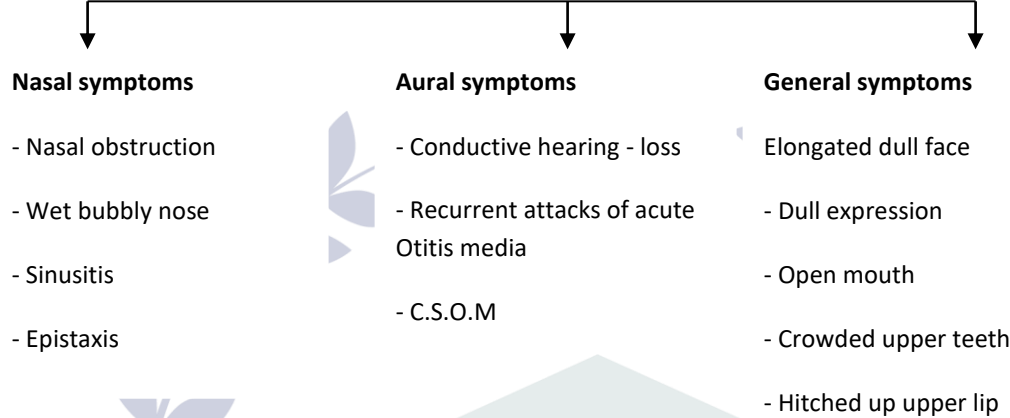 Nasal symptoms
- Nasal obstruction
- Wet bubbly nose
- Sinusitis
- Epistaxis
Aural symptoms
- Conductive hearing - loss
- Recurrent attacks of acute
Otitis media
- C.S.O.M
General symptoms
Elongated dull face
- Dull expression
- Open mouth
- Crowded upper teeth
- Hitched up upper lip